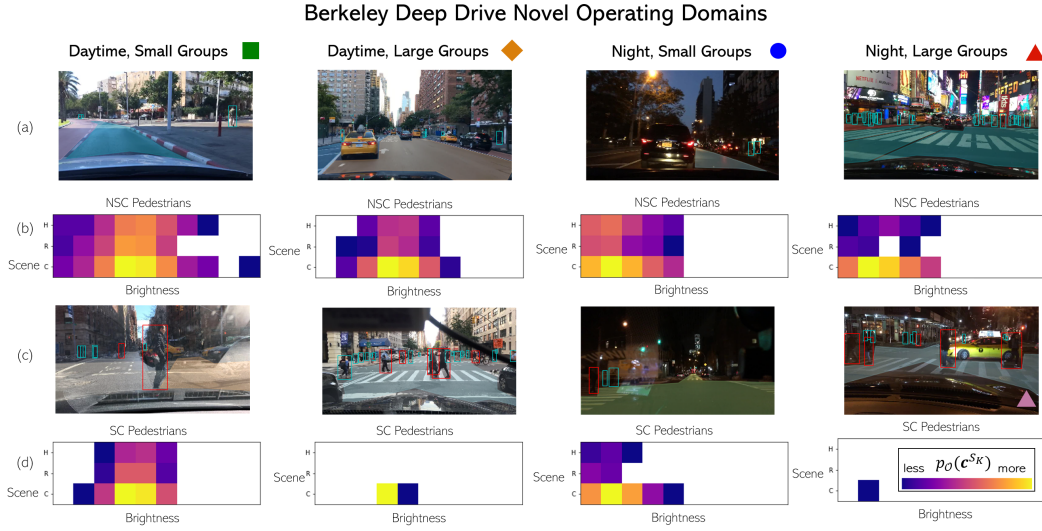 Berkeley Deep Drive Novel Operating Domains
Daytime, Small Groups
Daytime, Large Groups
Night, Small Groups
Night, Large Groups
(a)
NSC Pedestrians
NSC Pedestrians
NSC Pedestrians
NSC Pedestrians
(b)
H
R
Scene C
Brightness
H
R
Scene
C
Brightness
H
R
Scene
C
Brightness
H
R
Scene
C
Brightness
(c)
SC Pedestrians
SC Pedestrians
SC Pedestrians
SC Pedestrians
(d)
H
R
Scene C
Brightness
H
R
Scene
C
Brightness
H
R
Scene C
Brightness
H
R
Scene
C
less p_O(c^{S_K}) more
Brightness